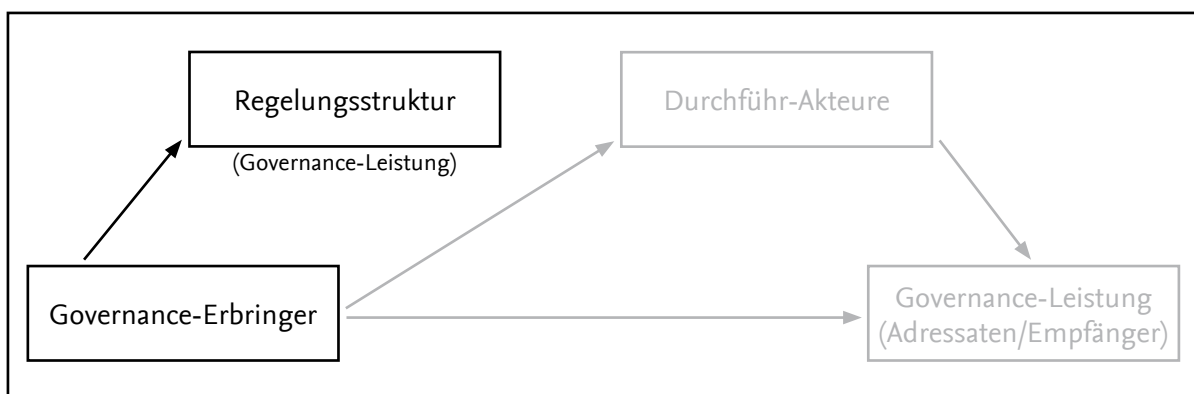 Regelungsstruktur
(Governance-Leistung)
Durchführ-Akteure
Governance-Erbringer
Governance-Leistung
(Adressaten/Empfänger)